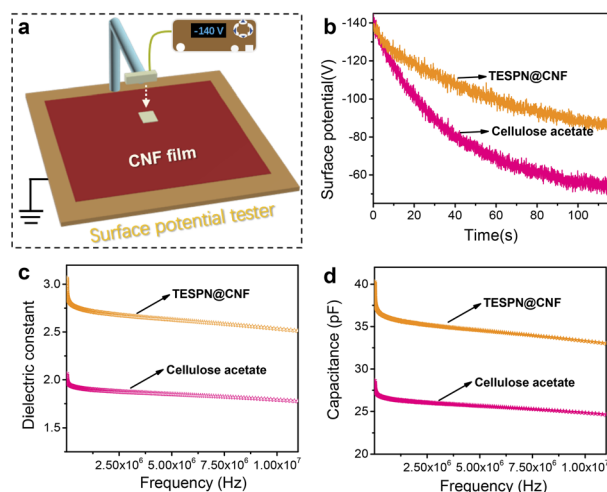 a
-140 V
CNF film
Surface potential tester
b
-140
-120
-100
-80
-60
Surface potential(V)
TESPN@CNF
Cellulose acetate
0 20 40 60 80 100
Time(s)
c
3.0
2.5
2.0
1.5
Dielectric constant
TESPN@CNF
Cellulose acetate
2.50x10⁶ 5.00x10⁶ 7.50x10⁶ 1.00x10⁷
Frequency (Hz)
d
40
35
30
25
20
Capacitance (pF)
TESPN@CNF
Cellulose acetate
2.50x10⁶ 5.00x10⁶ 7.50x10⁶ 1.00x10⁷
Frequency (Hz)